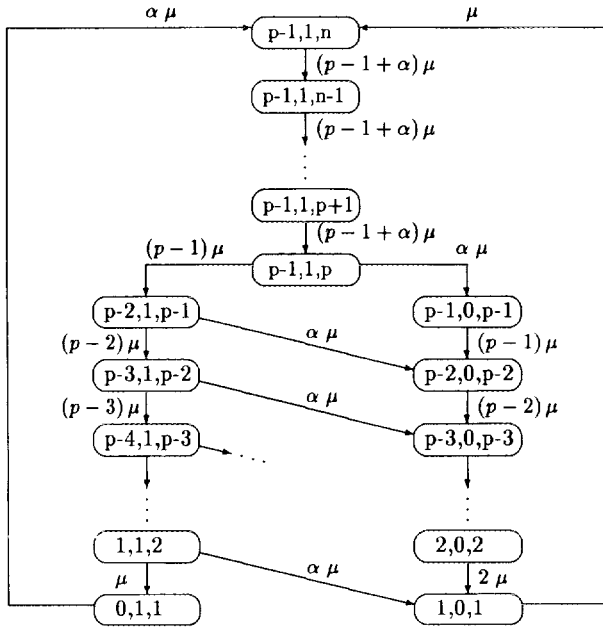 α μ
μ
p-1,1,n
(p − 1 + α) μ
p-1,1,n-1
(p − 1 + α) μ
⋮
p-1,1,p+1
(p − 1 + α) μ
(p − 1) μ
p-1,1,p
α μ
p-2,1,p-1
p-1,0,p-1
(p − 2) μ
α μ
(p − 1) μ
p-3,1,p-2
p-2,0,p-2
(p − 3) μ
α μ
(p − 2) μ
p-4,1,p-3
· · ·
p-3,0,p-3
⋮
⋮
1,1,2
2,0,2
μ
α μ
2 μ
0,1,1
1,0,1